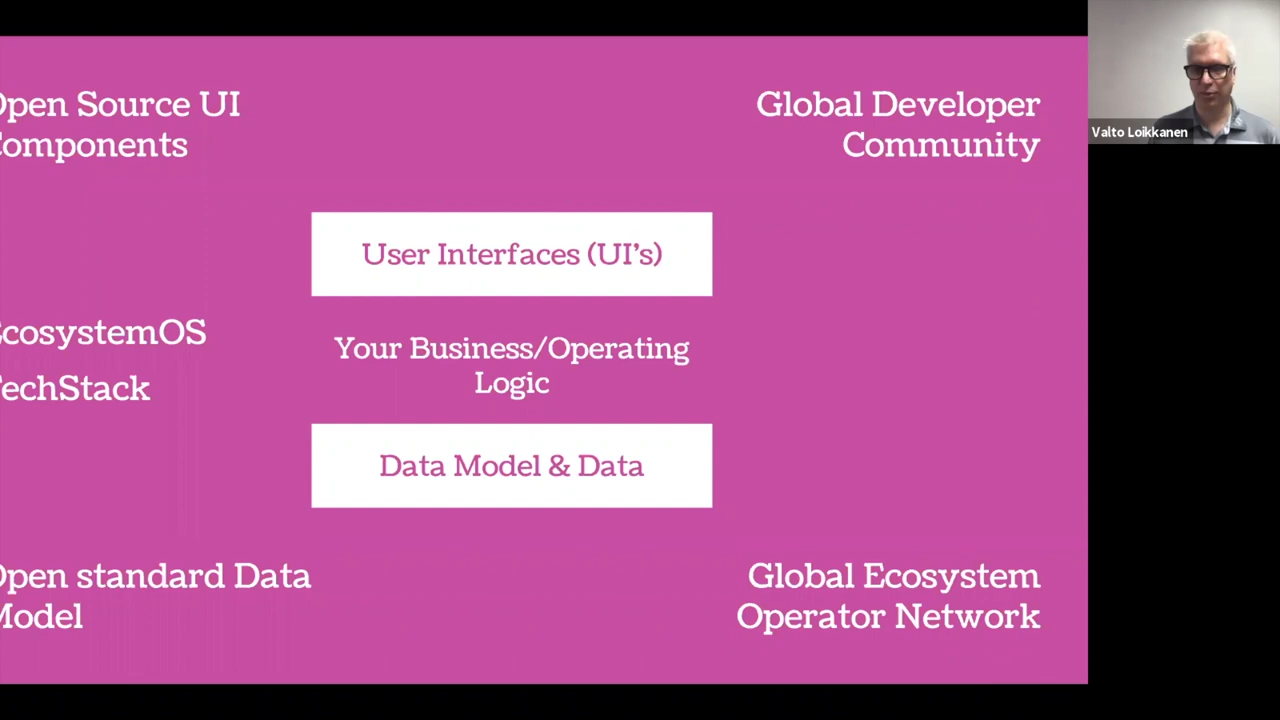 pen Source UI
omponents
Global Developer
Community
Valto Loikkanen
User Interfaces (UI's)
cosystemOS
echStack
Your Business/Operating
Logic
Data Model & Data
pen standard Data
odel
Global Ecosystem
Operator Network